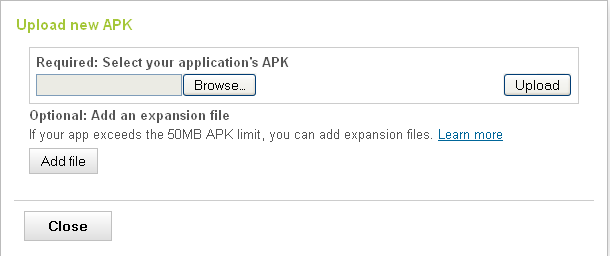 Upload new APK
Required: Select your application's APK
Browse... Upload
Optional: Add an expansion file
If your app exceeds the 50MB APK limit, you can add expansion files. Learn more
Add file
Close